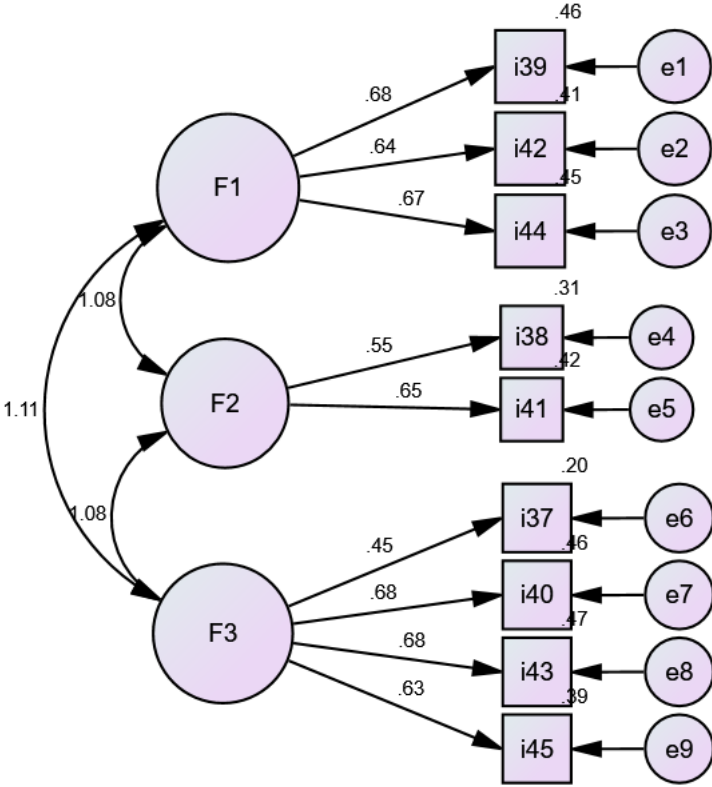 .46
.68
i39
e1
.41
.64
i42
e2
.45
F1
.67
i44
e3
.31
1.08
.55
i38
e4
.42
F2
.65
i41
e5
1.11
.20
1.08
.45
i37
e6
.46
.68
i40
e7
.47
F3
.68
i43
e8
.39
.63
i45
e9